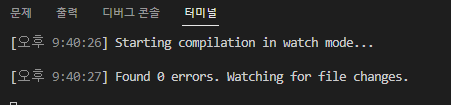 문제 출력 디버그 콘솔 터미널
[오후 9:40:26] Starting compilation in watch mode...
[오후 9:40:27] Found 0 errors. Watching for file changes.